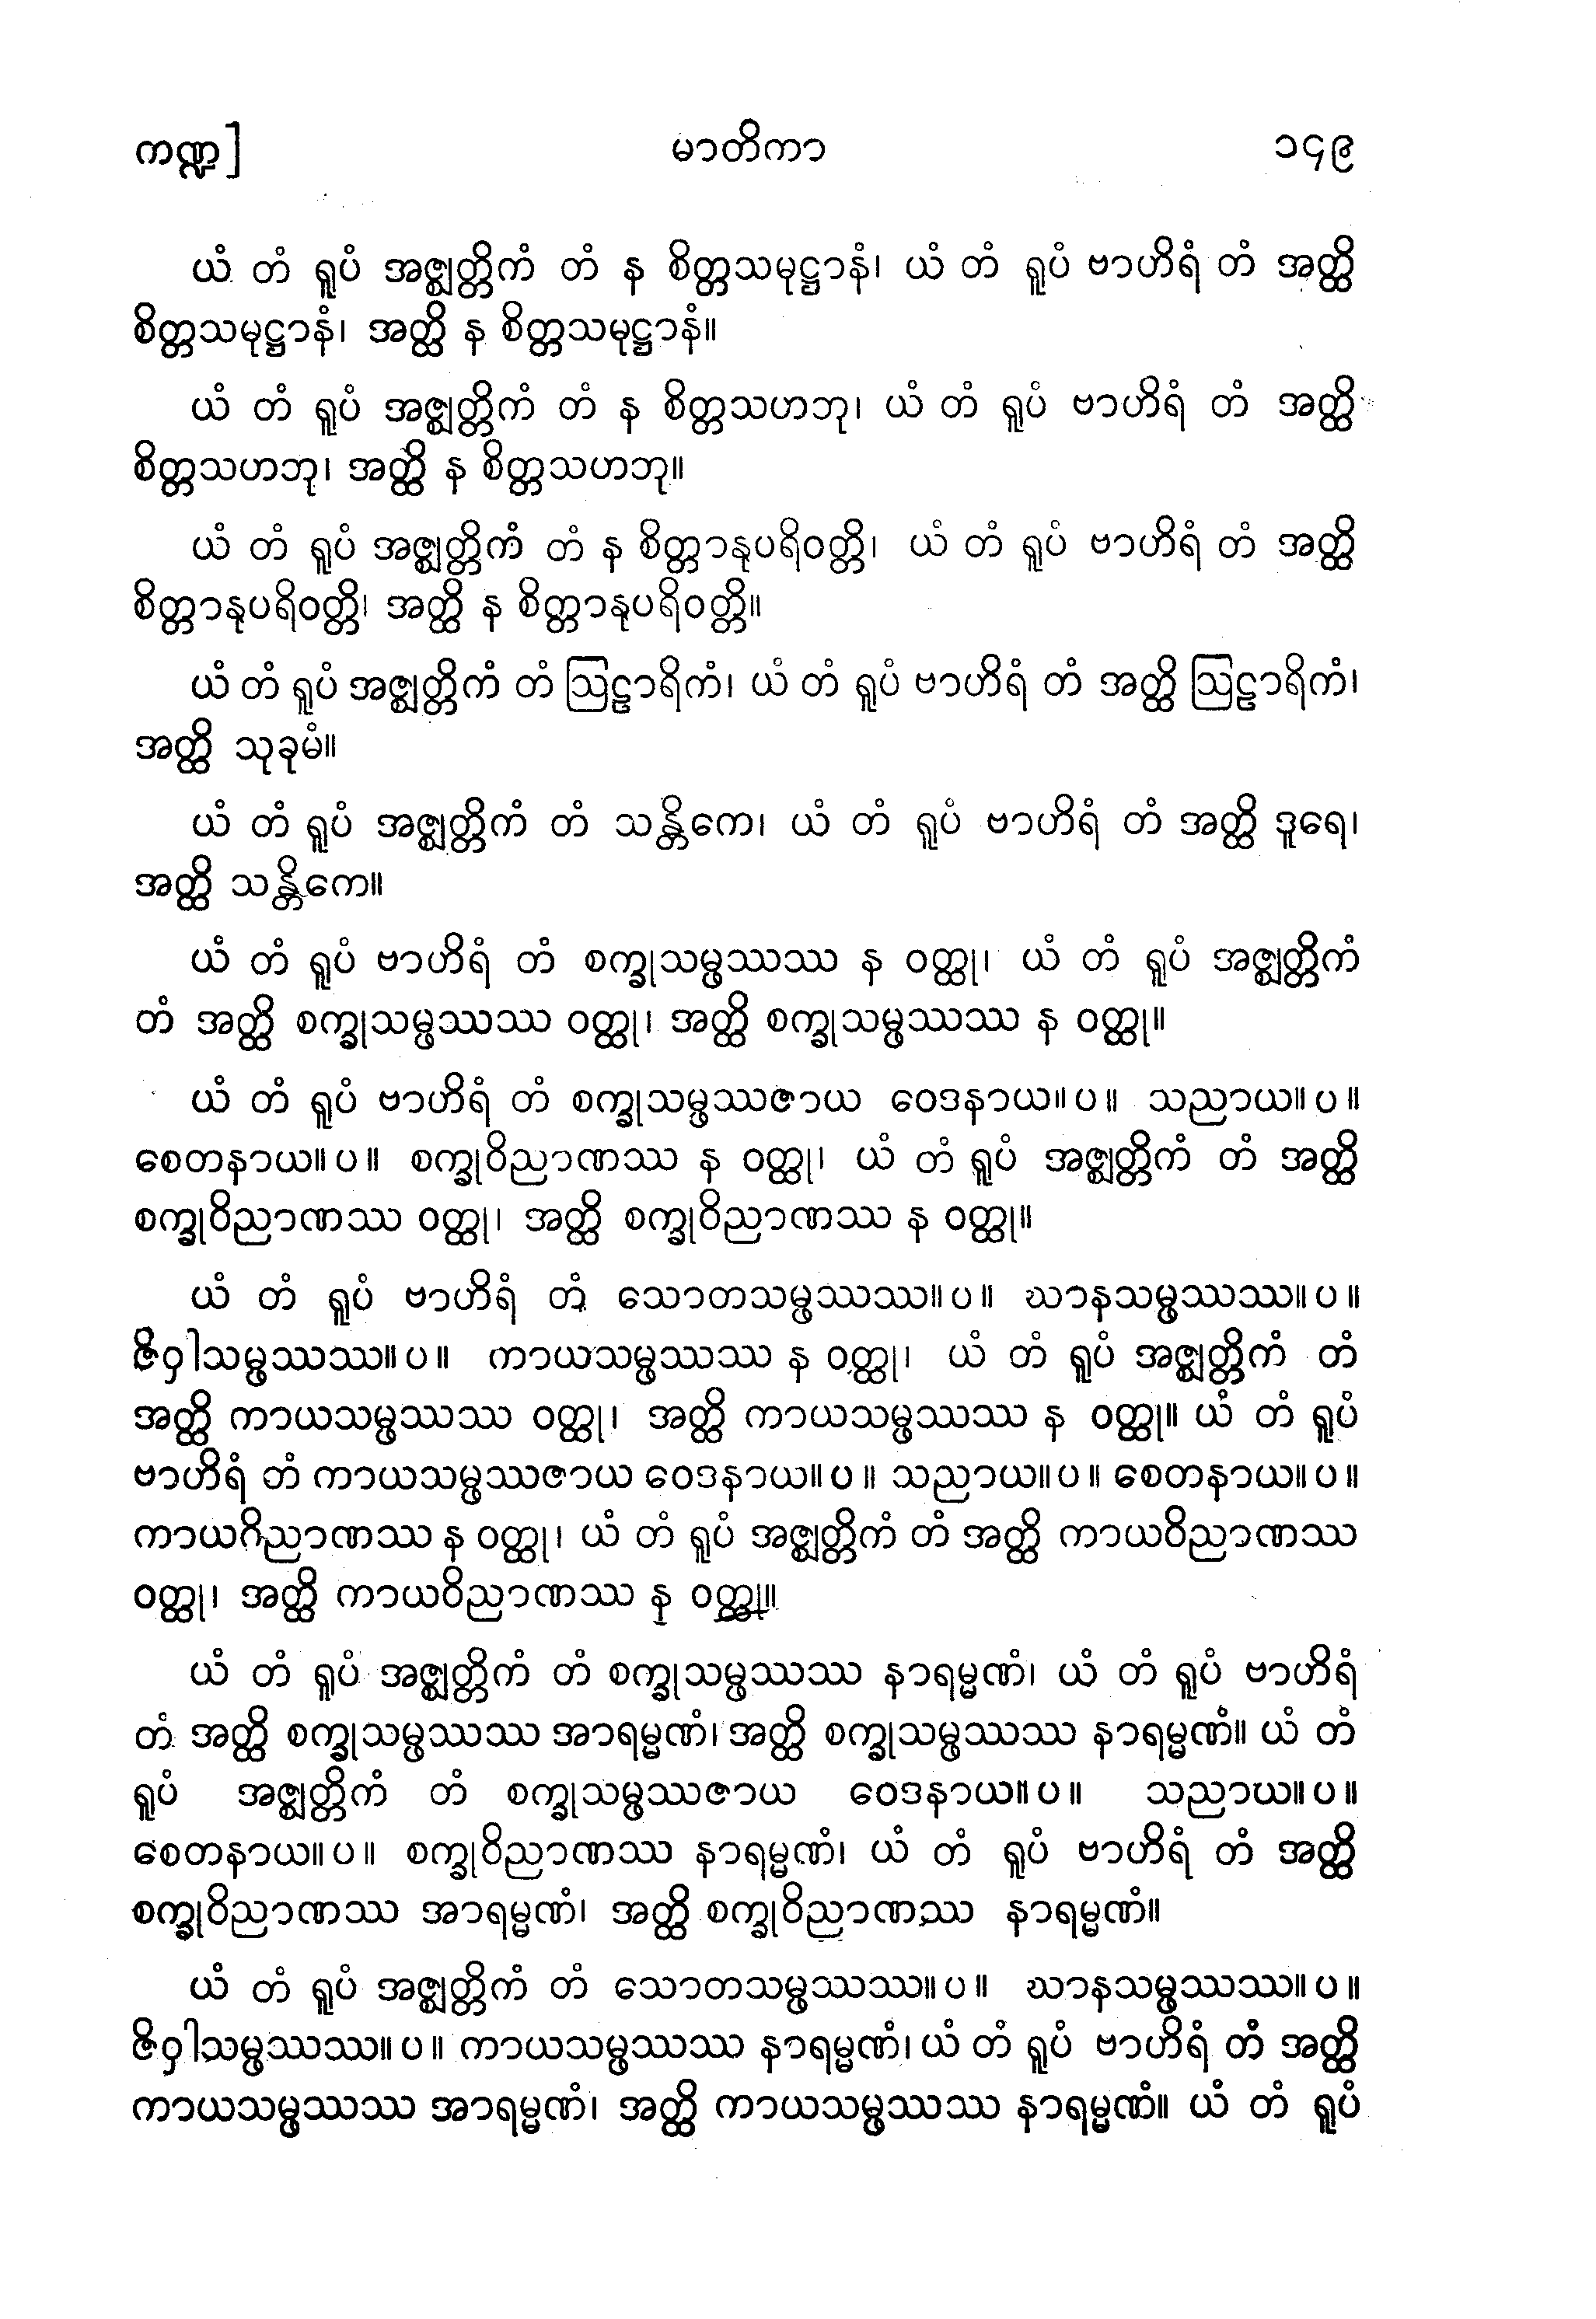 ကဏ္ဍ] မာတိကာ ၁၄၉
ယံ တံ ရူပံ အဇ္ဈတ္တိကံ တံ န စိတ္တသမုဋ္ဌာနံ၊ ယံ တံ ရူပံ ဗာဟိရံ တံ အတ္ထိ
စိတ္တသမုဋ္ဌာနံ၊ အတ္ထိ န စိတ္တသမုဋ္ဌာနံ။
ယံ တံ ရူပံ အဇ္ဈတ္တိကံ တံ န စိတ္တသဟဘု၊ ယံ တံ ရူပံ ဗာဟိရံ တံ အတ္ထိ
စိတ္တသဟဘု၊ အတ္ထိ န စိတ္တသဟဘု။
ယံ တံ ရူပံ အဇ္ဈတ္တိကံ တံ န စိတ္တာနုပရိဝတ္တိ၊ ယံ တံ ရူပံ ဗာဟိရံ တံ အတ္ထိ
စိတ္တာနုပရိဝတ္တိ၊ အတ္ထိ န စိတ္တာနုပရိဝတ္တိ။
ယံ တံ ရူပံ အဇ္ဈတ္တိကံ တံ ဩဠာရိကံ၊ ယံ တံ ရူပံ ဗာဟိရံ တံ အတ္ထိ ဩဠာရိကံ၊
အတ္ထိ သုခုမံ။
ယံ တံ ရူပံ အဇ္ဈတ္တိကံ တံ သန္တိကေ၊ ယံ တံ ရူပံ ဗာဟိရံ တံ အတ္ထိ ဒူရေ၊
အတ္ထိ သန္တိကေ။
ယံ တံ ရူပံ ဗာဟိရံ တံ စက္ခုသမ္ဖဿဿ န ဝတ္ထု၊ ယံ တံ ရူပံ အဇ္ဈတ္တိကံ
တံ အတ္ထိ စက္ခုသမ္ဖဿဿ ဝတ္ထု၊ အတ္ထိ စက္ခုသမ္ဖဿဿ န ဝတ္ထု။
ယံ တံ ရူပံ ဗာဟိရံ တံ စက္ခုသမ္ဖဿဇာယ ဝေဒနာယ။ပ။ သညာယ။ပ။
စေတနာယ။ပ။ စက္ခုဝိညာဏဿ န ဝတ္ထု၊ ယံ တံ ရူပံ အဇ္ဈတ္တိကံ တံ အတ္ထိ
စက္ခုဝိညာဏဿ ဝတ္ထု၊ အတ္ထိ စက္ခုဝိညာဏဿ န ဝတ္ထု။
ယံ တံ ရူပံ ဗာဟိရံ တံ သောတသမ္ဖဿဿ။ပ။ ဃာနသမ္ဖဿဿ။ပ။
ဇိဝှါသမ္ဖဿဿ။ပ။ ကာယသမ္ဖဿဿ န ဝတ္ထု၊ ယံ တံ ရူပံ အဇ္ဈတ္တိကံ တံ
အတ္ထိ ကာယသမ္ဖဿဿ ဝတ္ထု၊ အတ္ထိ ကာယသမ္ဖဿဿ န ဝတ္ထု။ ယံ တံ ရူပံ
ဗာဟိရံ တံ ကာယသမ္ဖဿဇာယ ဝေဒနာယ။ပ။ သညာယ။ပ။ စေတနာယ။ပ။
ကာယဝိညာဏဿ န ဝတ္ထု၊ ယံ တံ ရူပံ အဇ္ဈတ္တိကံ တံ အတ္ထိ ကာယဝိညာဏဿ
ဝတ္ထု၊ အတ္ထိ ကာယဝိညာဏဿ န ဝတ္ထု။
ယံ တံ ရူပံ အဇ္ဈတ္တိကံ တံ စက္ခုသမ္ဖဿဿ နာရမ္မဏံ၊ ယံ တံ ရူပံ ဗာဟိရံ
တံ အတ္ထိ စက္ခုသမ္ဖဿဿ အာရမ္မဏံ၊ အတ္ထိ စက္ခုသမ္ဖဿဿ နာရမ္မဏံ။ ယံ တံ
ရူပံ အဇ္ဈတ္တိကံ တံ စက္ခုသမ္ဖဿဇာယ ဝေဒနာယ။ပ။ သညာယ။ပ။
စေတနာယ။ပ။ စက္ခုဝိညာဏဿ နာရမ္မဏံ၊ ယံ တံ ရူပံ ဗာဟိရံ တံ အတ္ထိ
စက္ခုဝိညာဏဿ အာရမ္မဏံ၊ အတ္ထိ စက္ခုဝိညာဏဿ နာရမ္မဏံ။
ယံ တံ ရူပံ အဇ္ဈတ္တိကံ တံ သောတသမ္ဖဿဿ။ပ။ ဃာနသမ္ဖဿဿ။ပ။
ဇိဝှါသမ္ဖဿဿ။ပ။ ကာယသမ္ဖဿဿ နာရမ္မဏံ၊ ယံ တံ ရူပံ ဗာဟိရံ တံ အတ္ထိ
ကာယသမ္ဖဿဿ အာရမ္မဏံ၊ အတ္ထိ ကာယသမ္ဖဿဿ နာရမ္မဏံ။ ယံ တံ ရူပံ